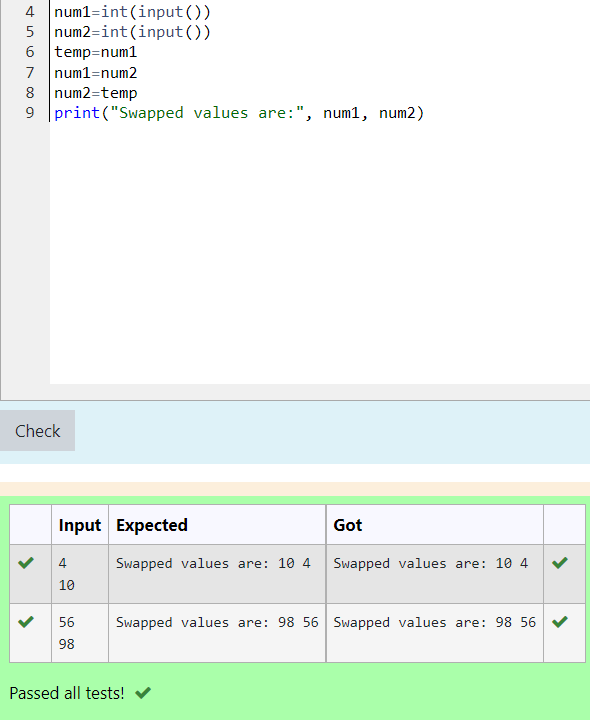 4 num1=int(input())
5 num2=int(input())
6 temp=num1
7 num1=num2
8 num2=temp
9 print("Swapped values are:", num1, num2)
Check
Input Expected Got
4 Swapped values are: 10 4 Swapped values are: 10 4
10
56 Swapped values are: 98 56 Swapped values are: 98 56
98
Passed all tests!